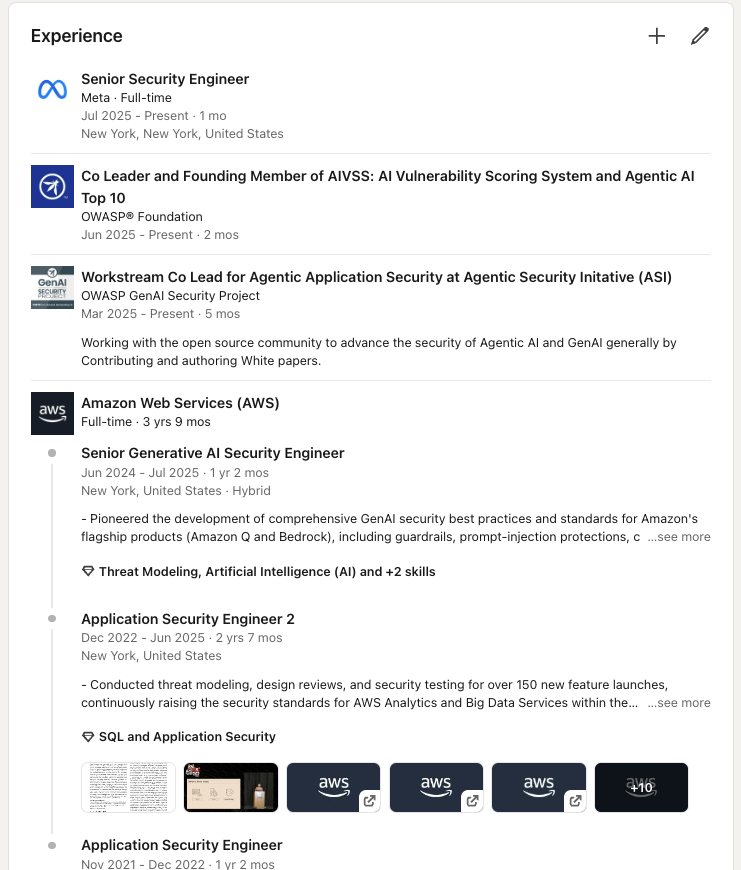 Experience
Senior Security Engineer
Meta · Full-time
Jul 2025 - Present · 1 mo
New York, New York, United States
Co Leader and Founding Member of AIVSS: AI Vulnerability Scoring System and Agentic AI
Top 10
OWASP® Foundation
Jun 2025 - Present · 2 mos
GenAI
SECURITY
PROJECT
Workstream Co Lead for Agentic Application Security at Agentic Security Initative (ASI)
OWASP GenAI Security Project
Mar 2025 - Present · 5 mos
Working with the open source community to advance the security of Agentic AI and GenAI generally by
Contributing and authoring White papers.
aws
Amazon Web Services (AWS)
Full-time · 3 yrs 9 mos
Senior Generative AI Security Engineer
Jun 2024 - Jul 2025 · 1 yr 2 mos
New York, United States · Hybrid
- Pioneered the development of comprehensive GenAI security best practices and standards for Amazon's
flagship products (Amazon Q and Bedrock), including guardrails, prompt-injection protections, c …see more
Threat Modeling, Artificial Intelligence (AI) and +2 skills
Application Security Engineer 2
Dec 2022 - Jun 2025 · 2 yrs 7 mos
New York, United States
- Conducted threat modeling, design reviews, and security testing for over 150 new feature launches,
continuously raising the security standards for AWS Analytics and Big Data Services within the... …see more
SQL and Application Security
aws
aws
aws
aws
+10
Application Security Engineer
Nov 2021 - Dec 2022 · 1 yr 2 mos